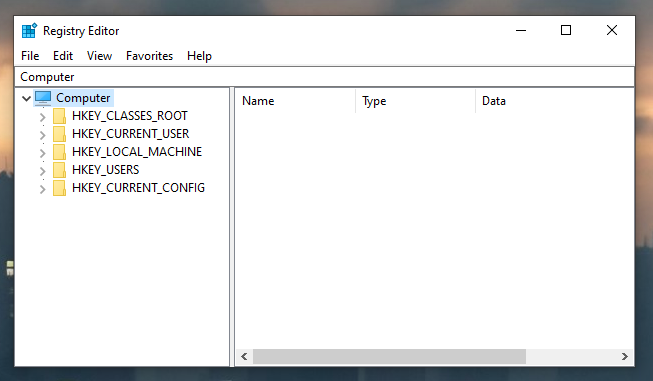 Registry Editor
File Edit View Favorites Help
Computer
Computer
HKEY_CLASSES_ROOT
HKEY_CURRENT_USER
HKEY_LOCAL_MACHINE
HKEY_USERS
HKEY_CURRENT_CONFIG
Name Type Data